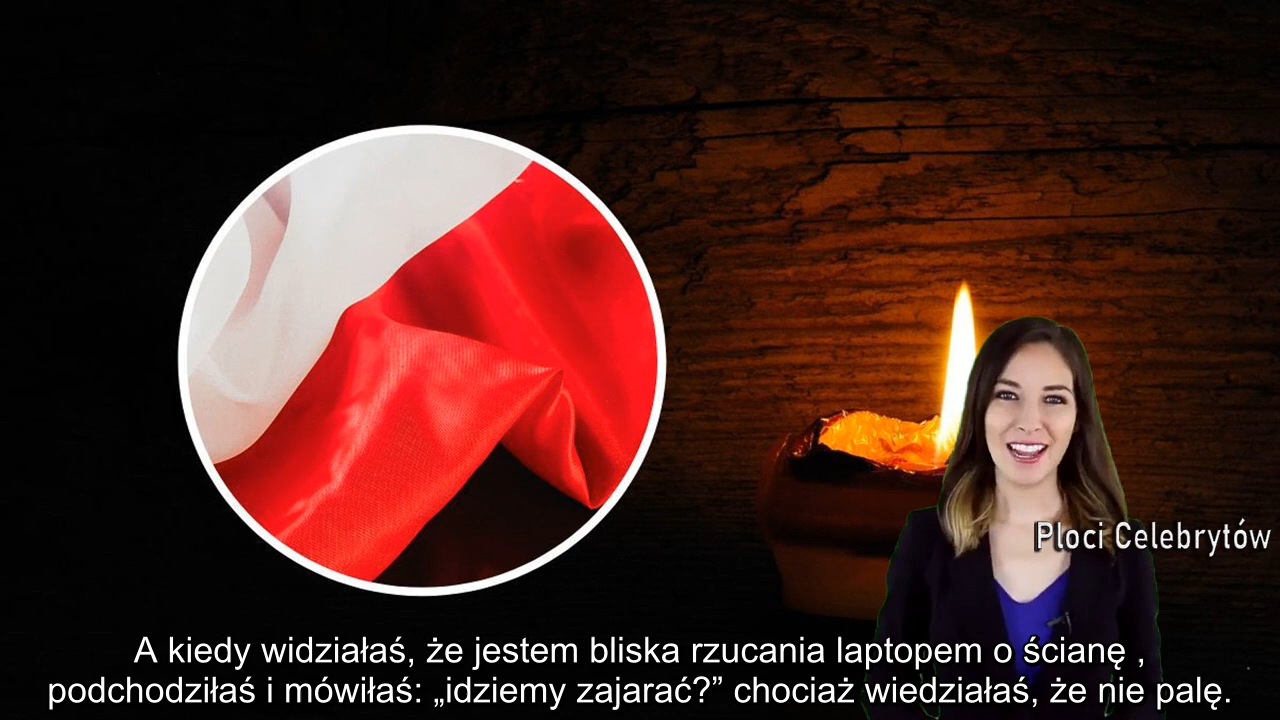 Ploci Celebrytów
A kiedy widziałaś, że jestem bliska rzucania laptopem o ścianę ,
podchodziłaś i mówiłaś: „idziemy zajarać?” chociaż wiedziałaś, że nie palę.